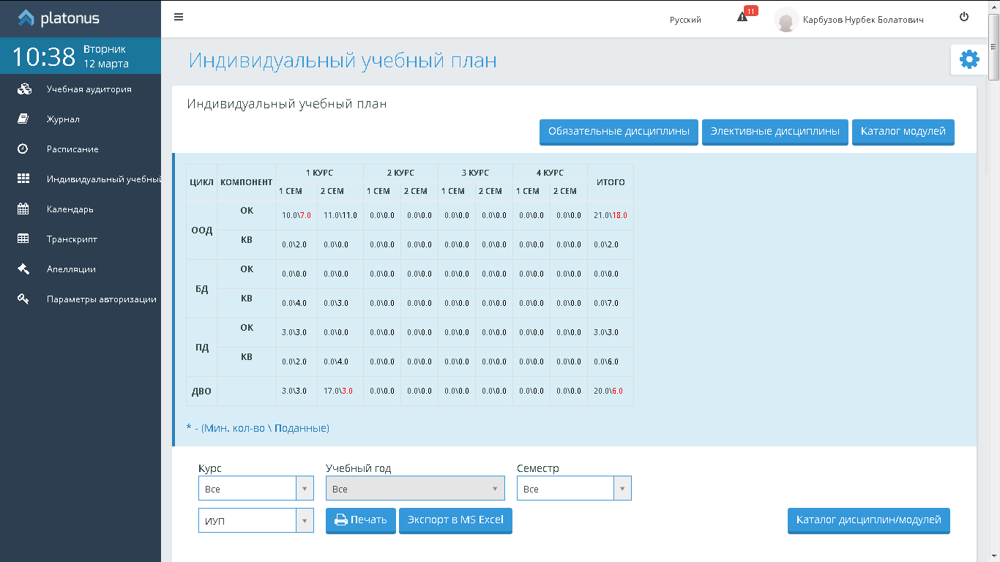 platonus
Русский
11
Карбузов Нурбек Болатович
10:38 Вторник
12 марта
Учебная аудитория
Журнал
Расписание
Индивидуальный учебный
Календарь
Транскрипт
Апелляции
Параметры авторизации
Индивидуальный учебный план
Индивидуальный учебный план
Обязательные дисциплины Элективные дисциплины Каталог модулей
ЦИКЛ КОМПОНЕНТ 1 КУРС 2 КУРС 3 КУРС 4 КУРС ИТОГО
1 СЕМ 2 СЕМ 1 СЕМ 2 СЕМ 1 СЕМ 2 СЕМ 1 СЕМ 2 СЕМ
ООД ОК 10.0\7.0 11.0\11.0 0.0\0.0 0.0\0.0 0.0\0.0 0.0\0.0 0.0\0.0 0.0\0.0 21.0\18.0
КВ 0.0\2.0 0.0\0.0 0.0\0.0 0.0\0.0 0.0\0.0 0.0\0.0 0.0\0.0 0.0\0.0 0.0\2.0
БД ОК 0.0\0.0 0.0\0.0 0.0\0.0 0.0\0.0 0.0\0.0 0.0\0.0 0.0\0.0 0.0\0.0 0.0\0.0
КВ 0.0\4.0 0.0\3.0 0.0\0.0 0.0\0.0 0.0\0.0 0.0\0.0 0.0\0.0 0.0\0.0 0.0\7.0
ПД ОК 3.0\3.0 0.0\0.0 0.0\0.0 0.0\0.0 0.0\0.0 0.0\0.0 0.0\0.0 0.0\0.0 3.0\3.0
КВ 0.0\2.0 0.0\4.0 0.0\0.0 0.0\0.0 0.0\0.0 0.0\0.0 0.0\0.0 0.0\0.0 0.0\6.0
ДВО 3.0\3.0 17.0\3.0 0.0\0.0 0.0\0.0 0.0\0.0 0.0\0.0 0.0\0.0 0.0\0.0 20.0\6.0
* - (Мин. кол-во \ Поданные)
Курс Учебный год Семестр
Все Все Все
ИУП Печать Экспорт в MS Excel Каталог дисциплин/модулей